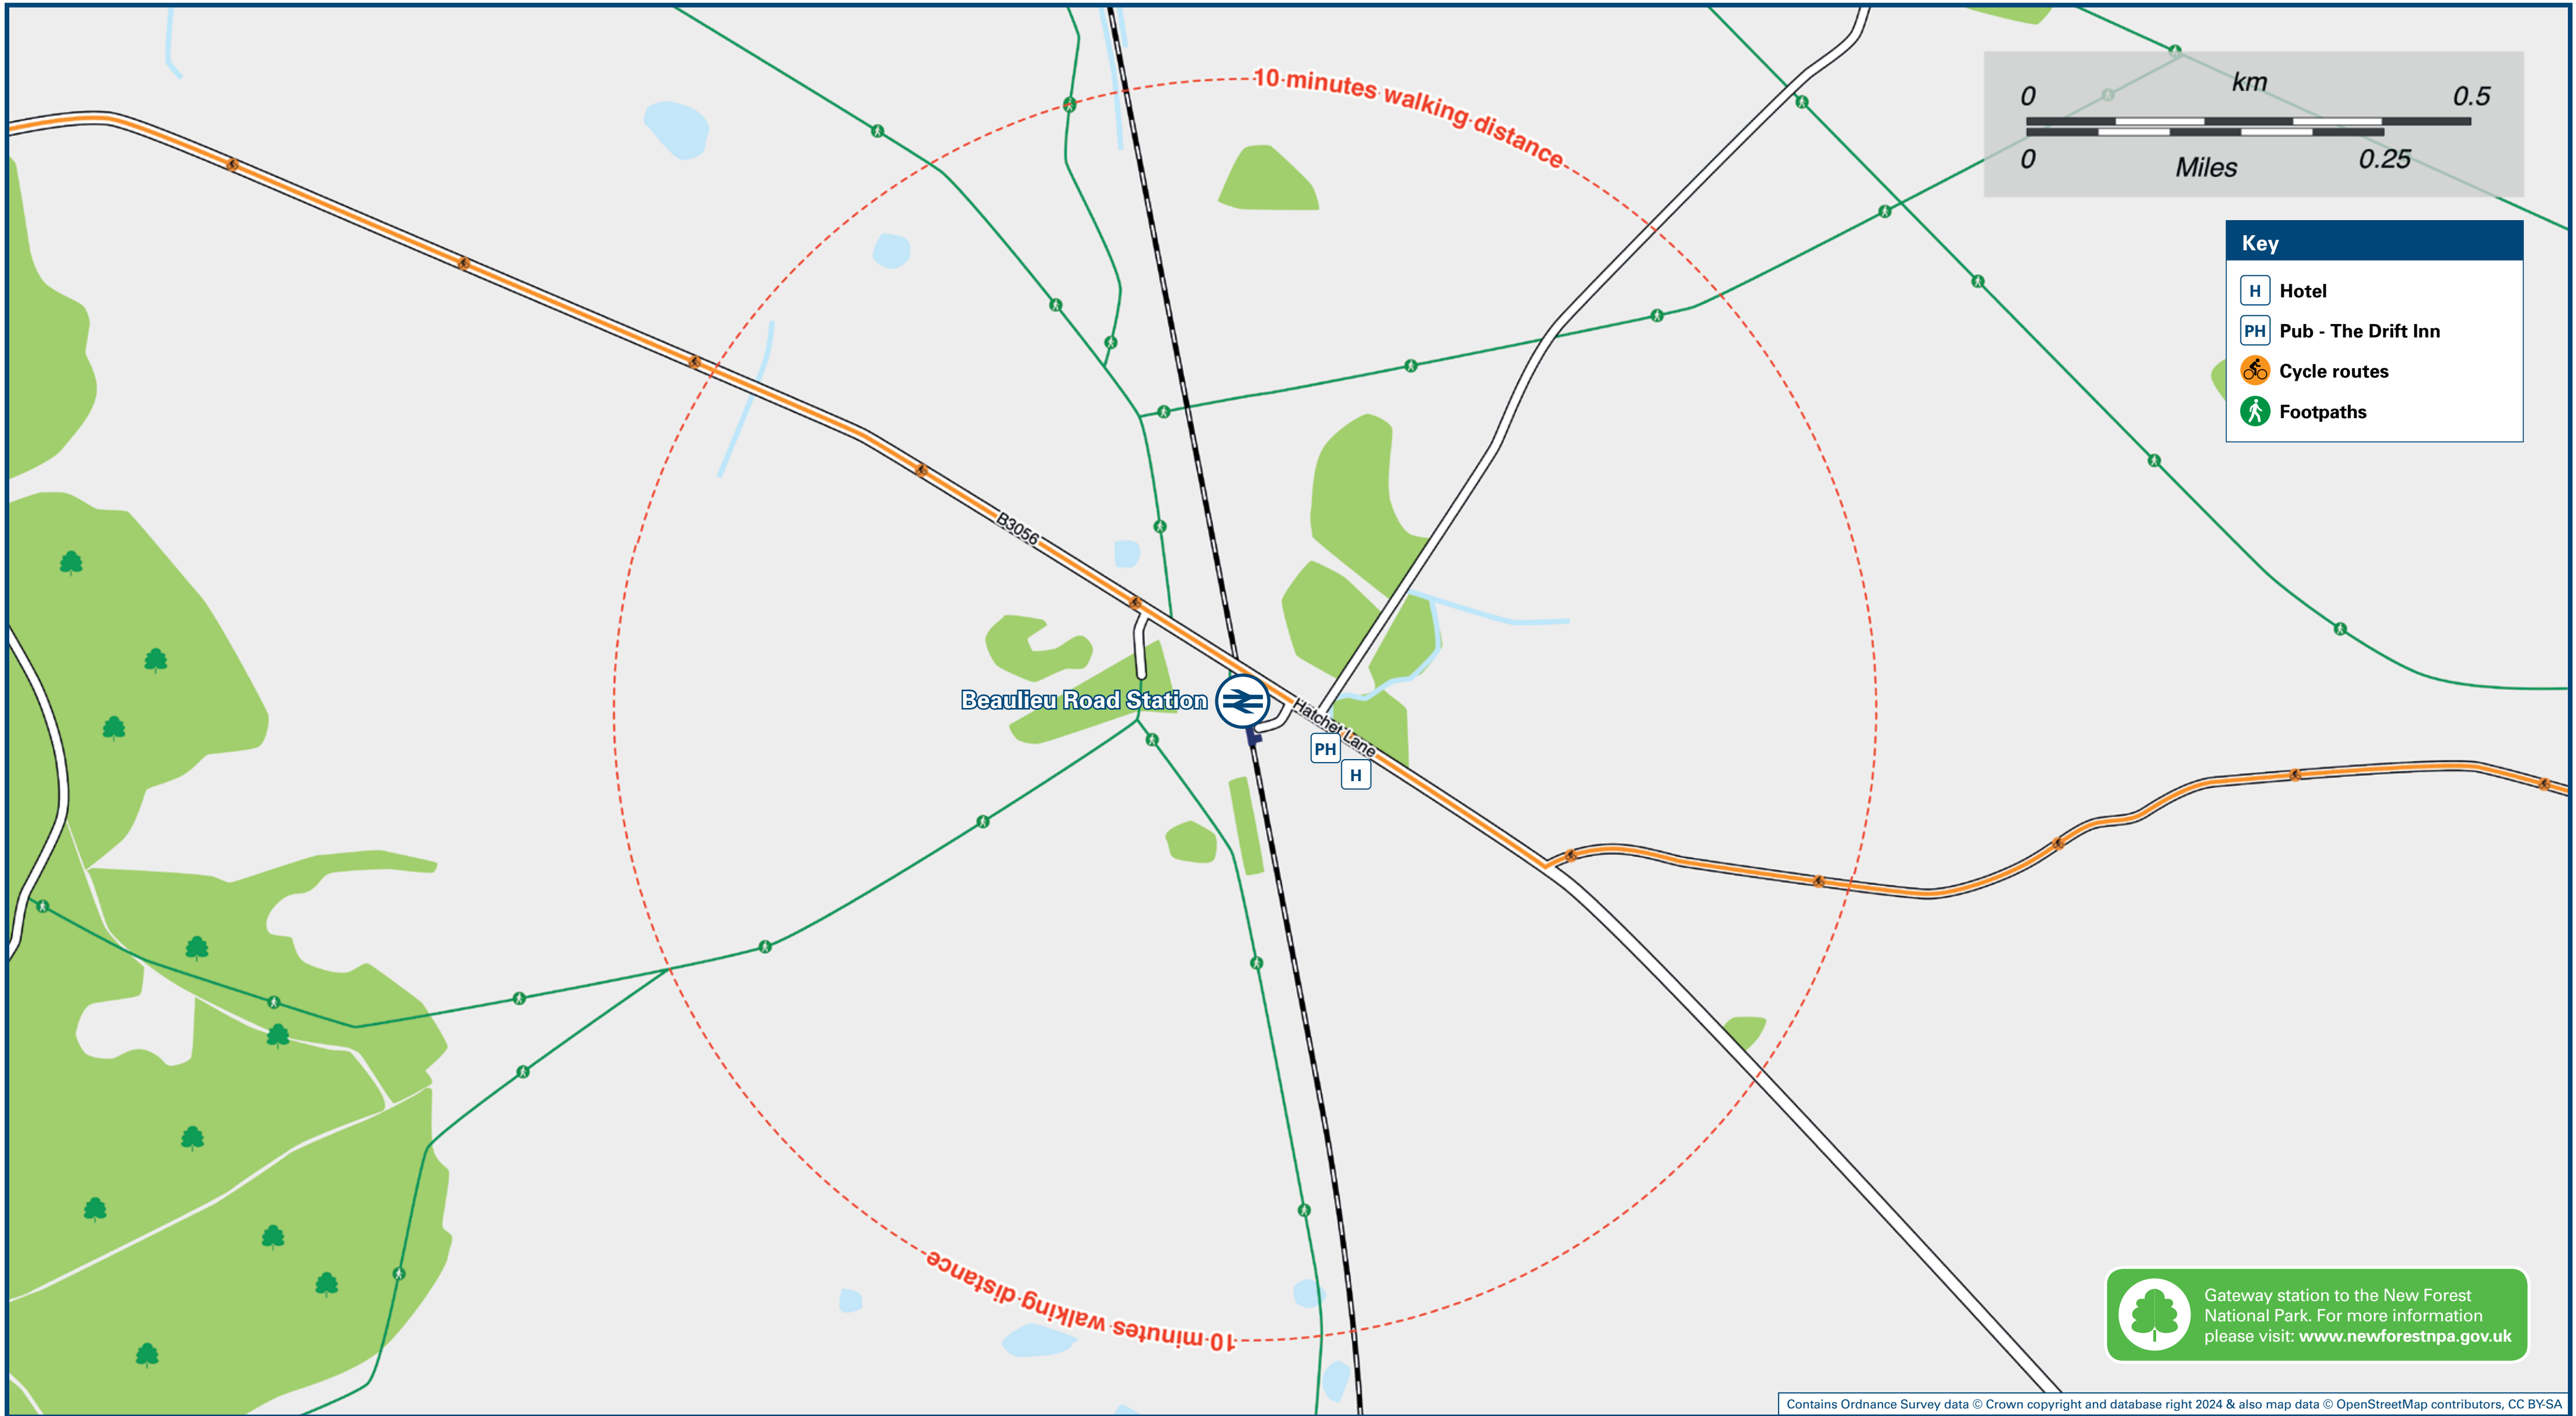 10 minutes walking distance
km
0
0.5
0
0.25
Miles
Key
H Hotel
PH Pub - The Drift Inn
Cycle routes
Footpaths
B3056
Beaulieu Road Station
Hatchet Lane
PH
H
10 minutes walking distance
Gateway station to the New Forest
National Park. For more information
please visit: www.newforestnpa.gov.uk
Contains Ordnance Survey data © Crown copyright and database right 2024 & also map data © OpenStreetMap contributors, CC BY-SA